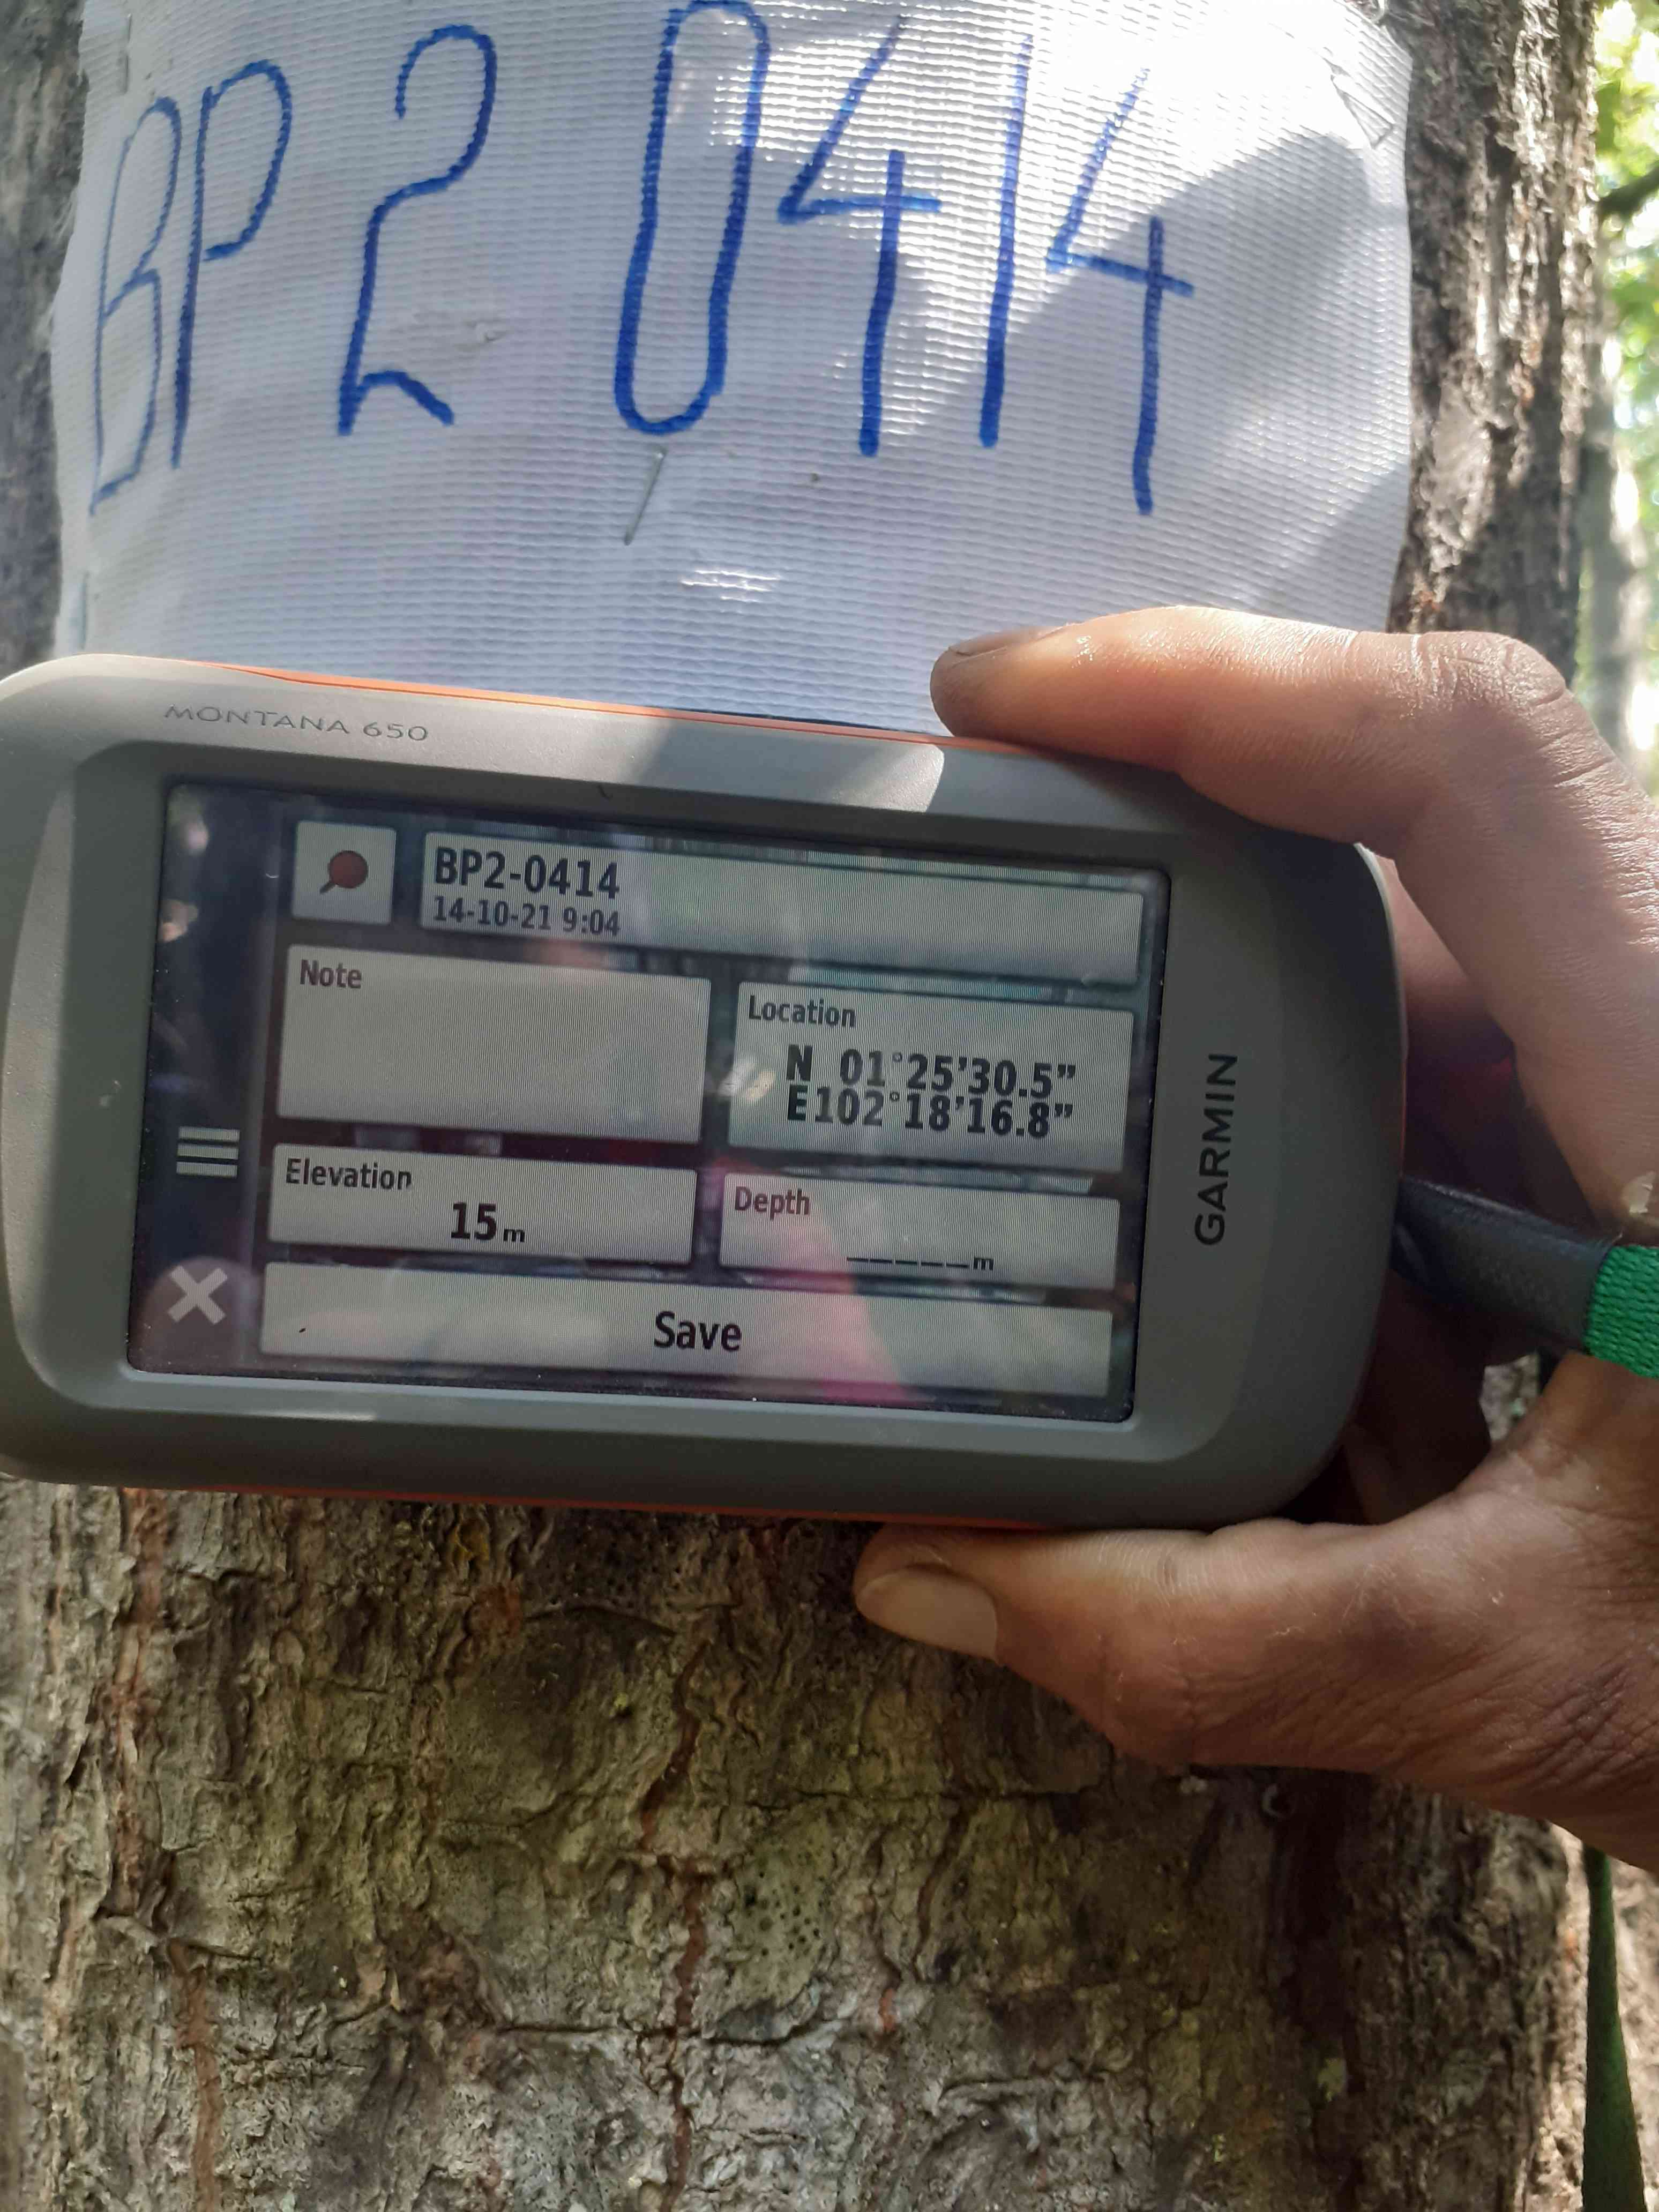 BP2 0414
MONTANA 650
BP2-0414
14-10-21 9:04
Note
Location
N 01°25'30.5"
E102°18'16.8"
Elevation
15m
Depth
_____m
Save
GARMIN